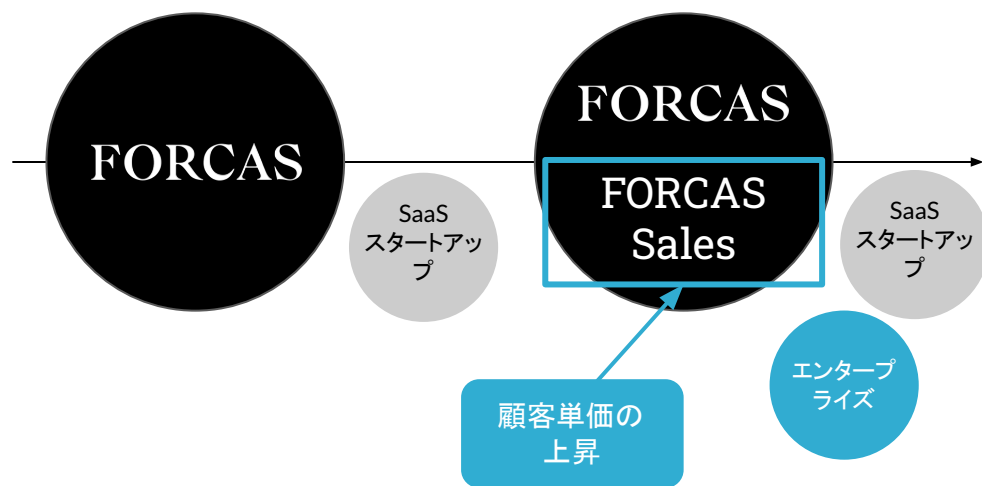 FORCAS
SaaS
スタートアッ
プ
FORCAS
FORCAS
Sales
SaaS
スタートアッ
プ
エンタープ
ライズ
顧客単価の
上昇